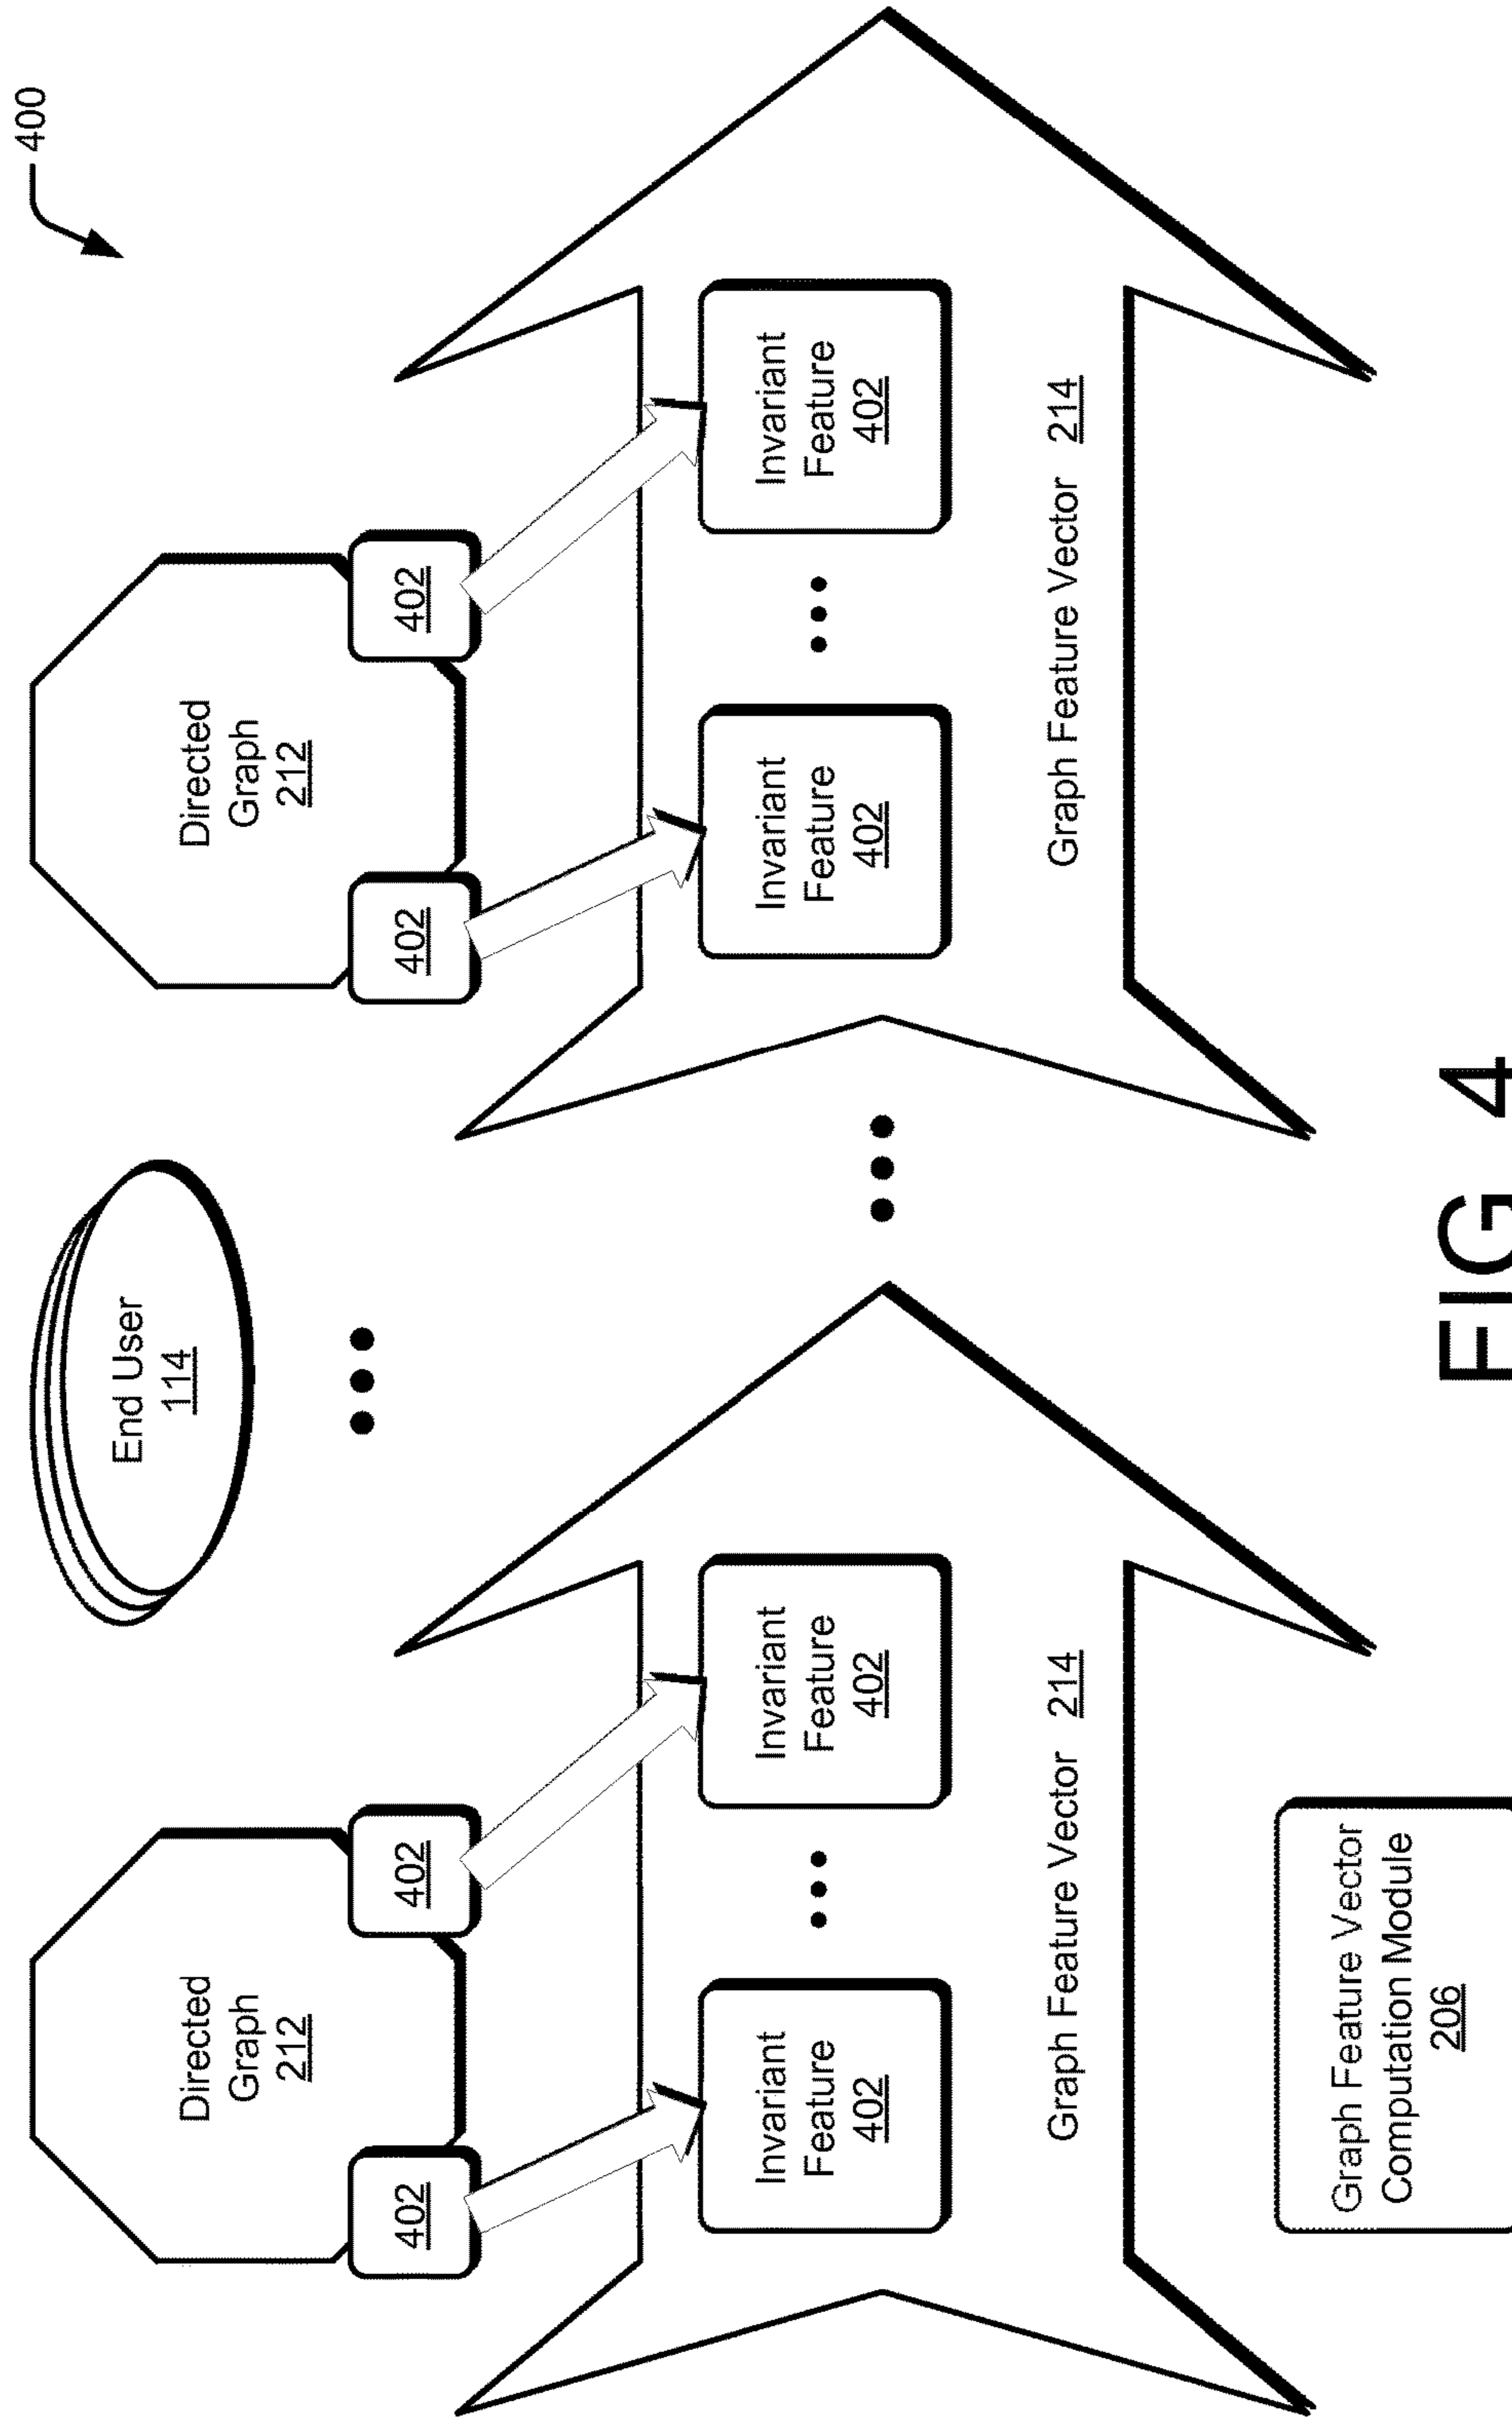 400
Directed
Graph
212
402
402
End User
114
Directed
Graph
212
402
402
Invariant
Feature
402
Invariant
Feature
402
Graph Feature Vector 214
Invariant
Feature
402
Invariant
Feature
402
Graph Feature Vector 214
Graph Feature Vector
Computation Module
206
FIG 4